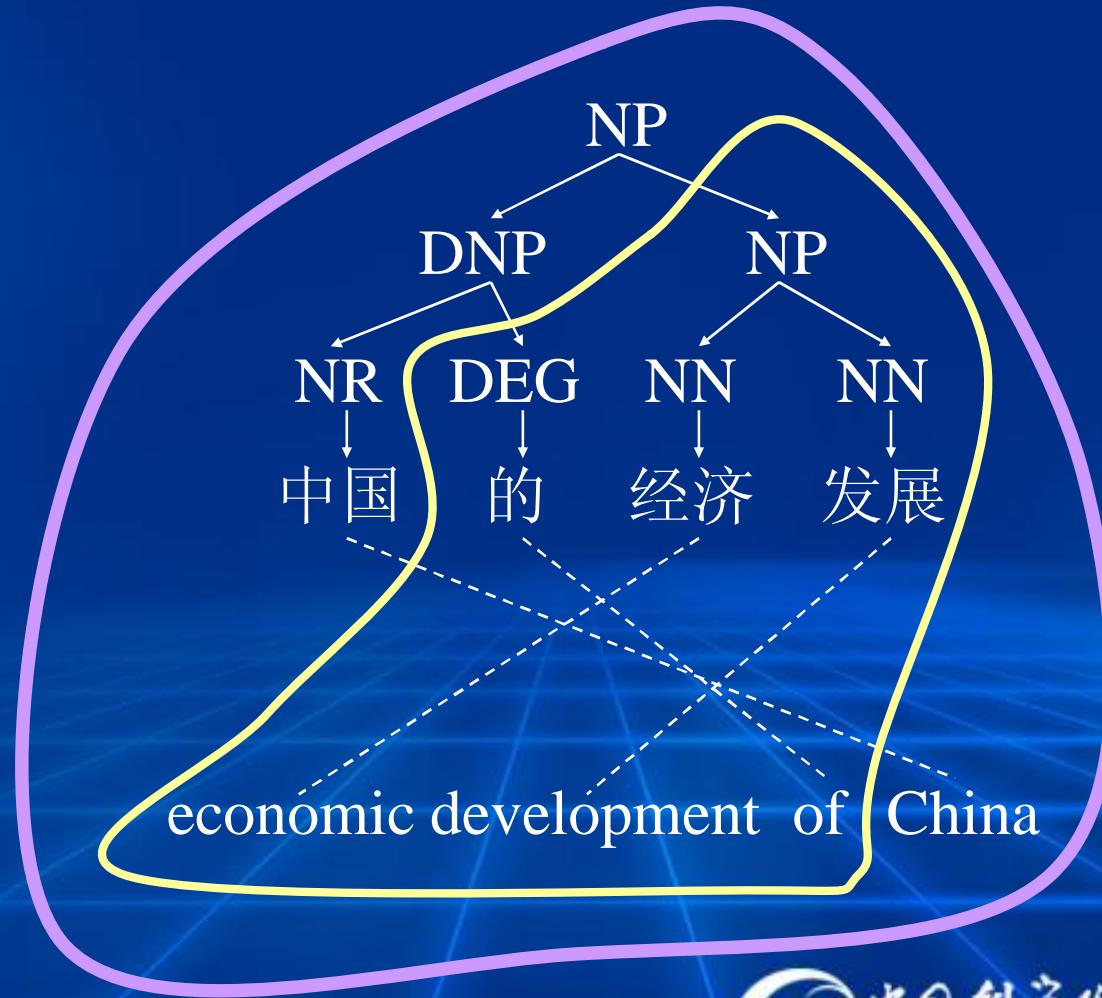 NP
DNP NP
NR DEG NN NN
中国 的 经济 发展
economic development of China